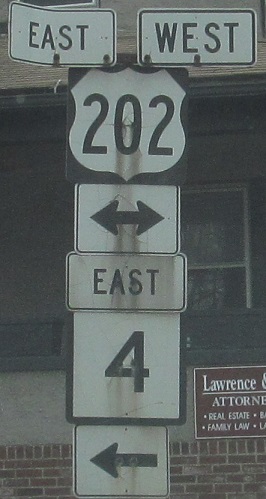 EAST WEST
202
EAST
4
Lawrence &
ATTORNE
• REAL ESTATE •
• FAMILY LAW •